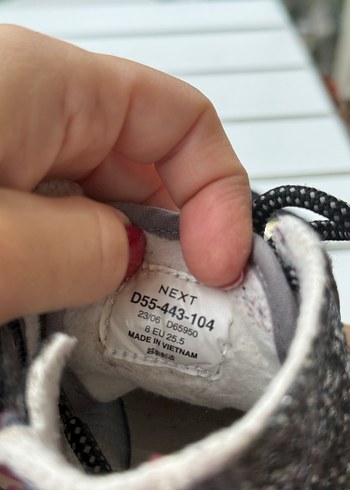 NEXT
D55-443-104
23/06 D65950
8 EU 25.5
MADE IN VIETNAM